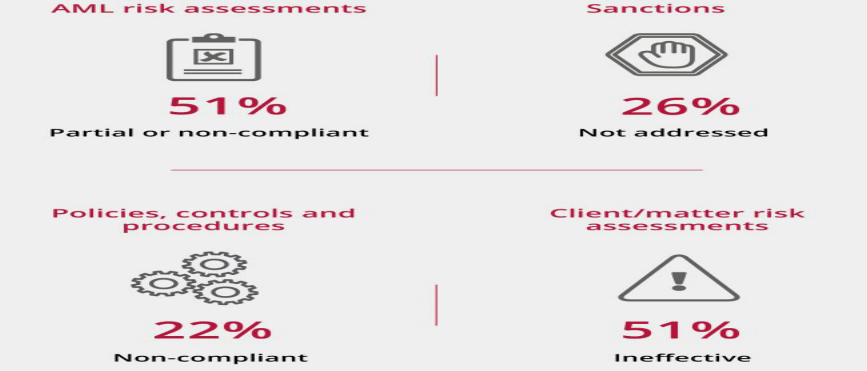 AML risk assessments
Sanctions
51%
26%
Partial or non-compliant
Not addressed
Policies, controls and
procedures
Client/matter risk
assessments
22%
51%
Non-compliant
Ineffective